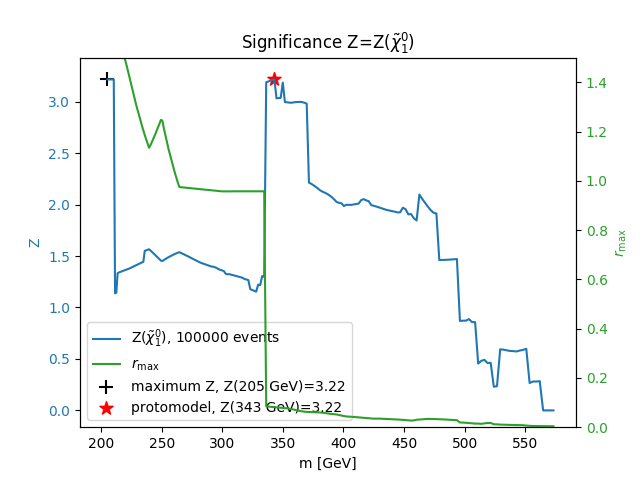 Significance Z=Z(χ̃₁⁰)
Z
3.0
2.5
2.0
1.5
1.0
0.5
0.0
1.4
1.2
1.0
0.8
0.6
0.4
0.2
0.0
r_max
Z(χ̃₁⁰), 100000 events
r_max
maximum Z, Z(205 GeV)=3.22
protomodel, Z(343 GeV)=3.22
200 250 300 350 400 450 500 550
m [GeV]